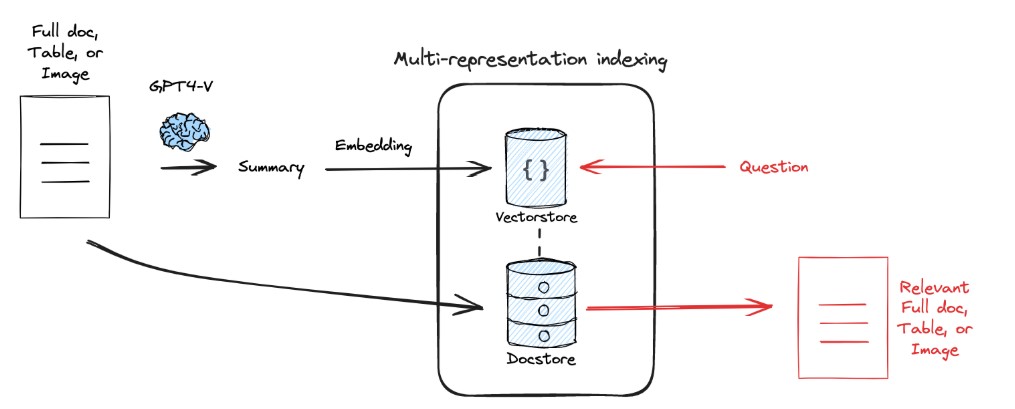 Full doc,
Table, or
Image
GPT4-V
Multi-representation indexing
Summary
Embedding
{}
Vectorstore
Question
Docstore
Relevant
Full doc,
Table, or
Image